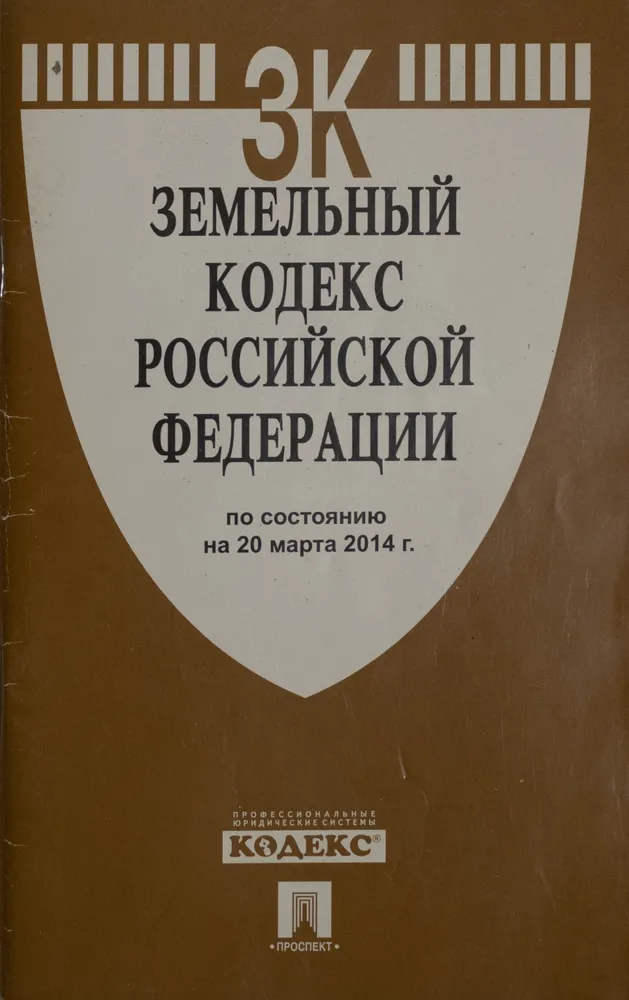 ЗК
ЗЕМЕЛЬНЫЙ
КОДЕКС
РОССИЙСКОЙ
ФЕДЕРАЦИИ
по состоянию
на 20 марта 2014 г.
ПРОФЕССИОНАЛЬНЫЕ
ЮРИДИЧЕСКИЕ СИСТЕМЫ
КОДЕКС®
• ПРОСПЕКТ •